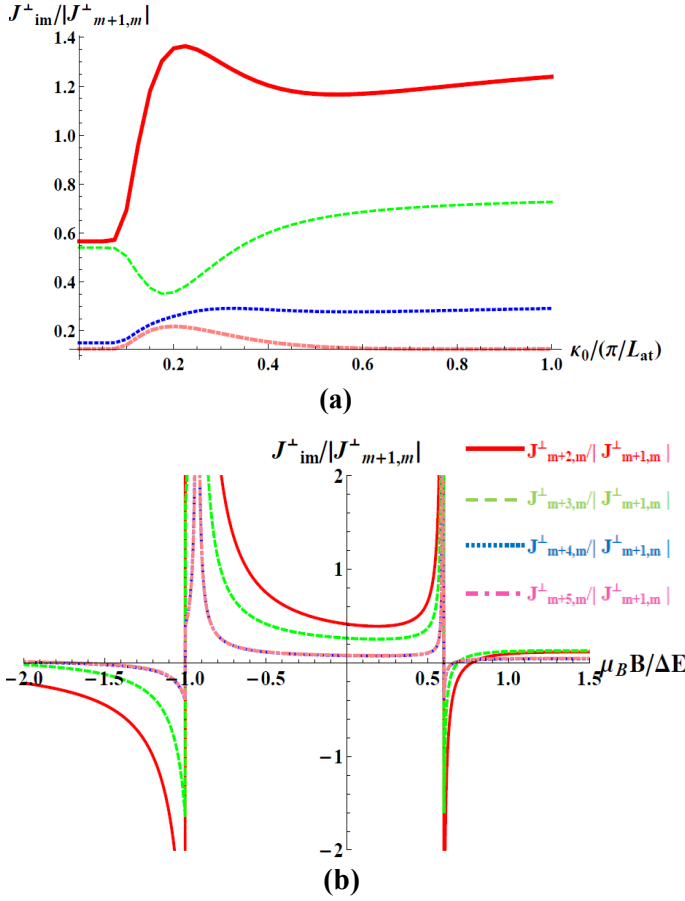 J⊥im/|J⊥m+1,m|
1.4
1.2
1.0
0.8
0.6
0.4
0.2
0.2 0.4 0.6 0.8 1.0 κ0/(π/Lat)
(a)
J⊥im/|J⊥m+1,m|
J⊥m+2,m/| J⊥m+1,m |
J⊥m+3,m/| J⊥m+1,m |
J⊥m+4,m/| J⊥m+1,m |
J⊥m+5,m/| J⊥m+1,m |
2
1
−2.0 −1.5 −1.0 −0.5 0.5 1.0 1.5 μBB/ΔE
−1
−2
(b)